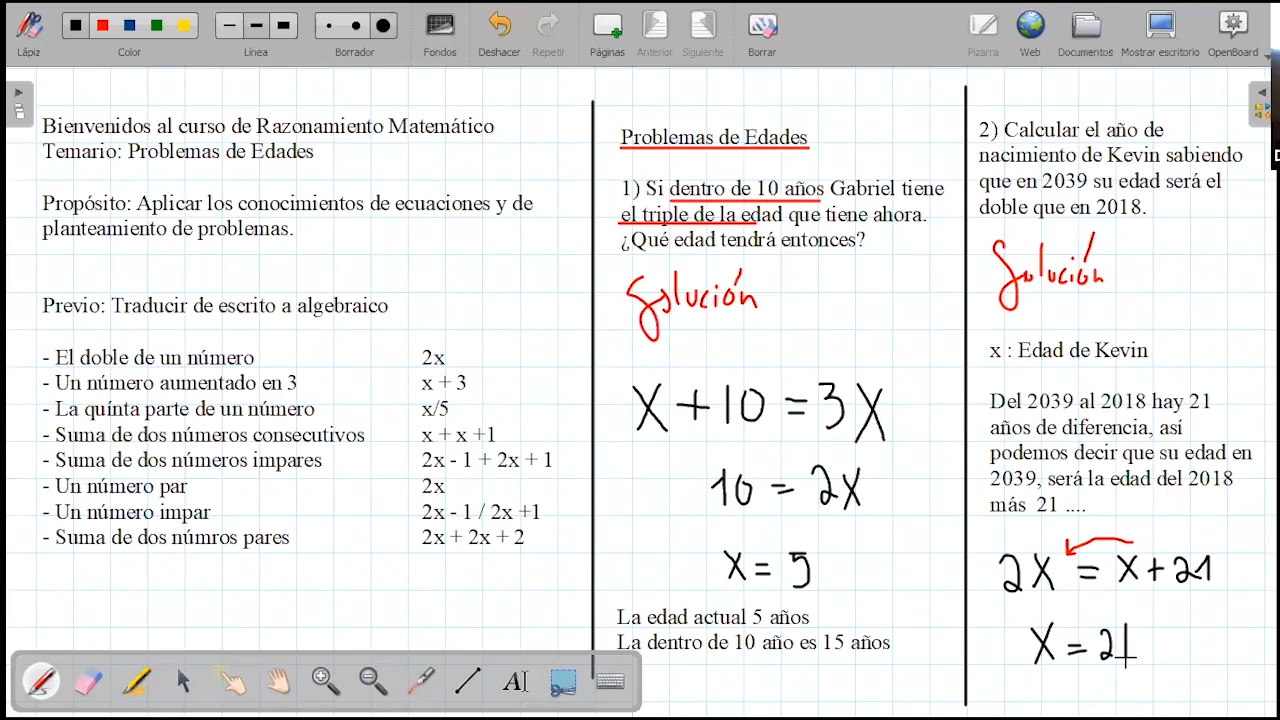 Lápiz
Color
Línea
Borrador
Fondos
Deshacer
Repetir
Páginas
Anterior
Siguiente
Borrar
Pizarra
Web
Documentos
Mostrar escritorio
OpenBoard
Bienvenidos al curso de Razonamiento Matemático
Temario: Problemas de Edades
Propósito: Aplicar los conocimientos de ecuaciones y de
planteamiento de problemas.
Previo: Traducir de escrito a algebraico
- El doble de un número 2x
- Un número aumentado en 3 x + 3
- La quínta parte de un número x/5
- Suma de dos números consecutivos x + x +1
- Suma de dos números impares 2x - 1 + 2x + 1
- Un número par 2x
- Un número impar 2x - 1 / 2x +1
- Suma de dos númros pares 2x + 2x + 2
Problemas de Edades
1) Si dentro de 10 años Gabriel tiene
el triple de la edad que tiene ahora.
¿Qué edad tendrá entonces?
Solución
X + 10 = 3X
10 = 2X
X = 5
La edad actual 5 años
La dentro de 10 año es 15 años
2) Calcular el año de
nacimiento de Kevin sabiendo
que en 2039 su edad será el
doble que en 2018.
Solución
x : Edad de Kevin
Del 2039 al 2018 hay 21
años de diferencia, así
podemos decir que su edad en
2039, será la edad del 2018
más 21 ....
2X = X + 21
X = 21
A